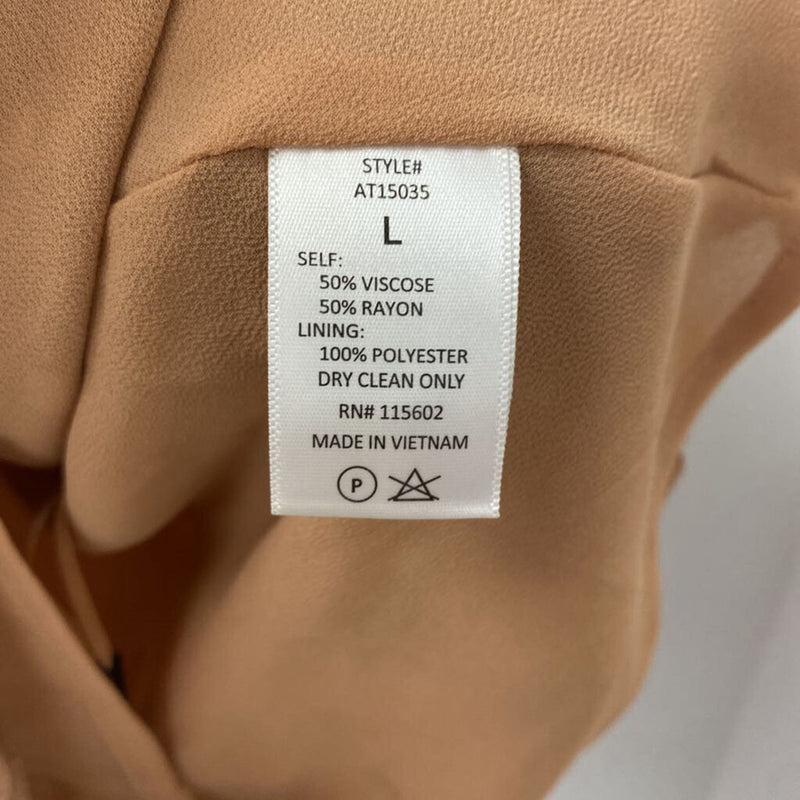 STYLE#
AT15035
L
SELF:
50% VISCOSE
50% RAYON
LINING:
100% POLYESTER
DRY CLEAN ONLY
RN# 115602
MADE IN VIETNAM
P